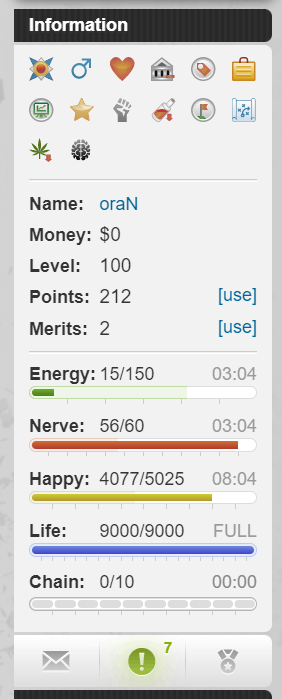 Information
Name: oraN
Money: $0
Level: 100
Points: 212 [use]
Merits: 2 [use]
Energy: 15/150 03:04
Nerve: 56/60 03:04
Happy: 4077/5025 08:04
Life: 9000/9000 FULL
Chain: 0/10 00:00
7